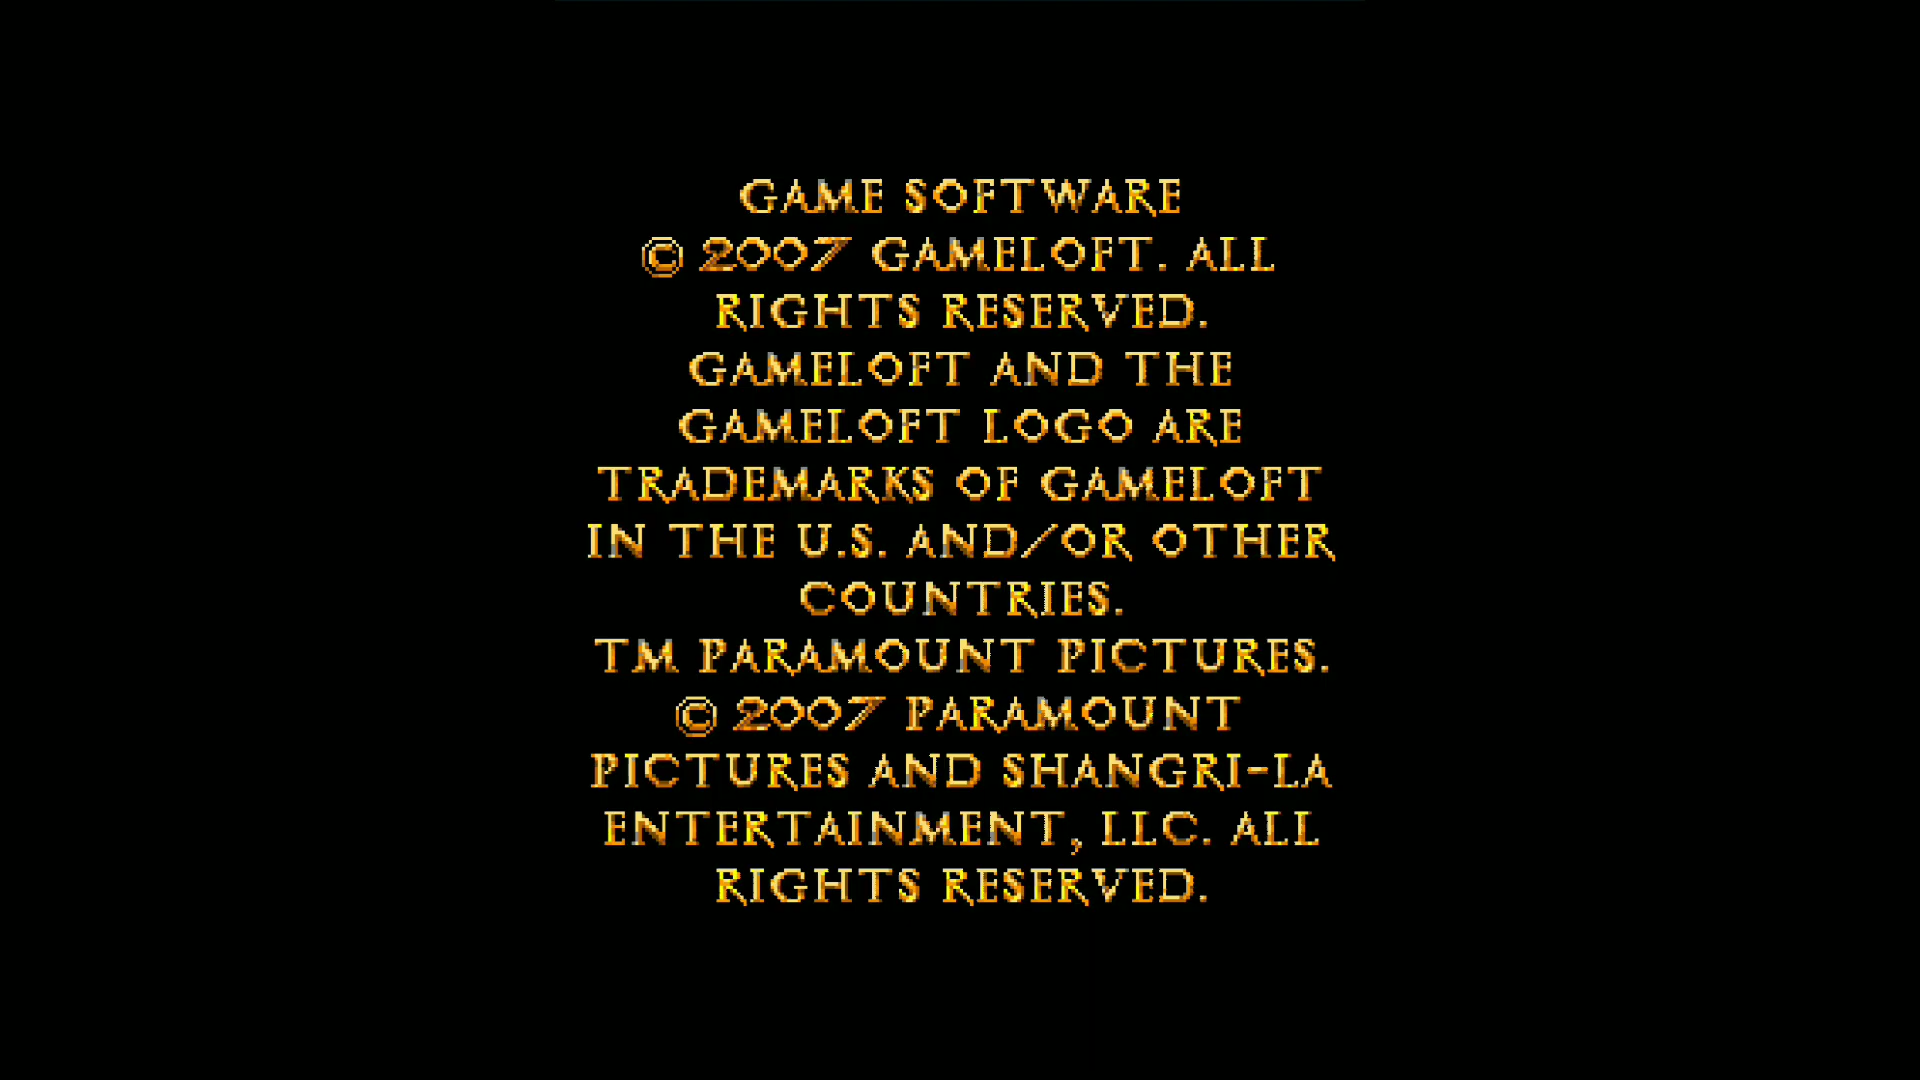 GAME SOFTWARE
© 2007 GAMELOFT. ALL
RIGHTS RESERVED.
GAMELOFT AND THE
GAMELOFT LOGO ARE
TRADEMARKS OF GAMELOFT
IN THE U.S. AND/OR OTHER
COUNTRIES.
TM PARAMOUNT PICTURES.
© 2007 PARAMOUNT
PICTURES AND SHANGRI-LA
ENTERTAINMENT, LLC. ALL
RIGHTS RESERVED.